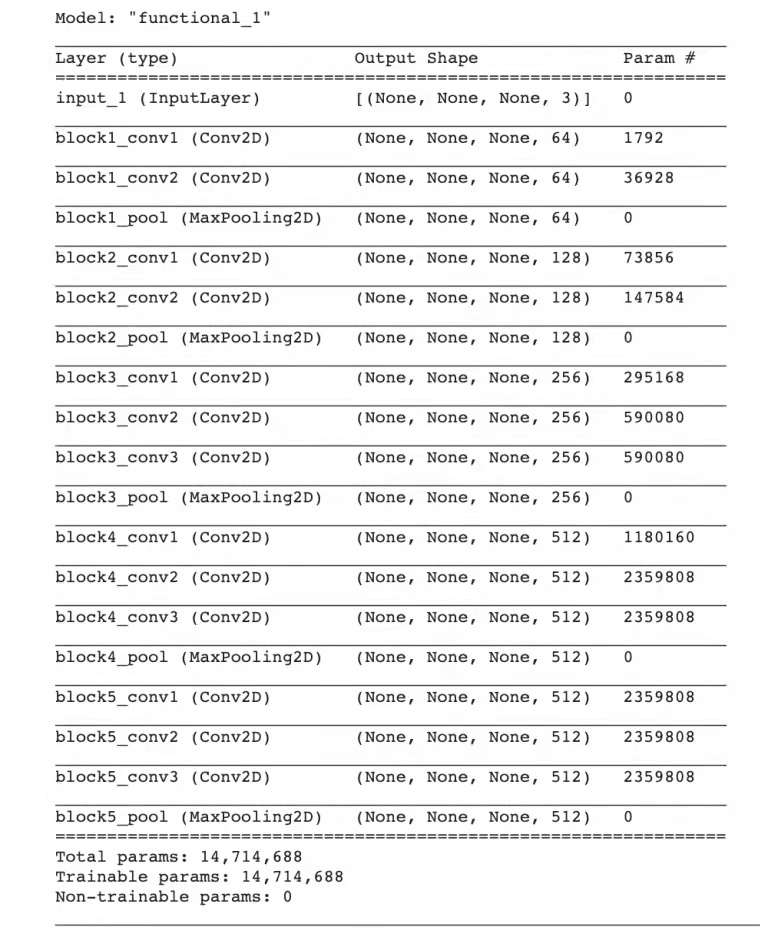 Model: "functional_1"
Layer (type) Output Shape Param #
=================================================================
input_1 (InputLayer) [(None, None, None, 3)] 0
block1_conv1 (Conv2D) (None, None, None, 64) 1792
block1_conv2 (Conv2D) (None, None, None, 64) 36928
block1_pool (MaxPooling2D) (None, None, None, 64) 0
block2_conv1 (Conv2D) (None, None, None, 128) 73856
block2_conv2 (Conv2D) (None, None, None, 128) 147584
block2_pool (MaxPooling2D) (None, None, None, 128) 0
block3_conv1 (Conv2D) (None, None, None, 256) 295168
block3_conv2 (Conv2D) (None, None, None, 256) 590080
block3_conv3 (Conv2D) (None, None, None, 256) 590080
block3_pool (MaxPooling2D) (None, None, None, 256) 0
block4_conv1 (Conv2D) (None, None, None, 512) 1180160
block4_conv2 (Conv2D) (None, None, None, 512) 2359808
block4_conv3 (Conv2D) (None, None, None, 512) 2359808
block4_pool (MaxPooling2D) (None, None, None, 512) 0
block5_conv1 (Conv2D) (None, None, None, 512) 2359808
block5_conv2 (Conv2D) (None, None, None, 512) 2359808
block5_conv3 (Conv2D) (None, None, None, 512) 2359808
block5_pool (MaxPooling2D) (None, None, None, 512) 0
=================================================================
Total params: 14,714,688
Trainable params: 14,714,688
Non-trainable params: 0